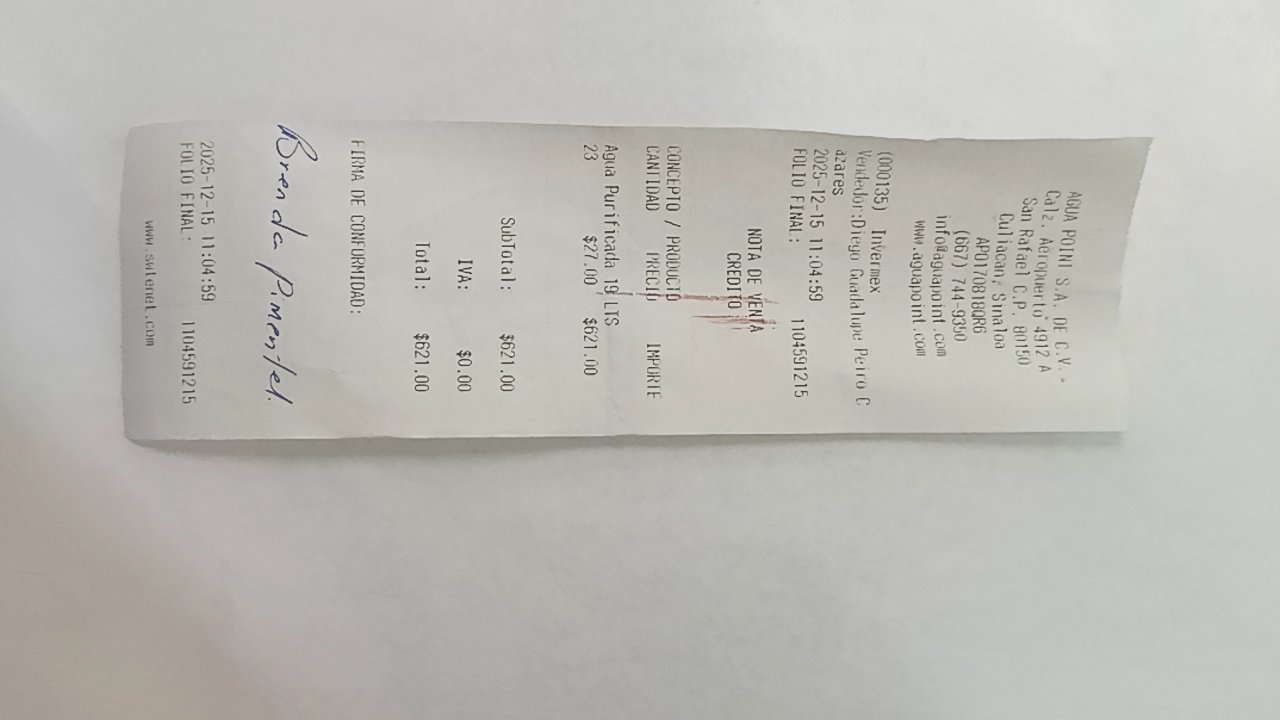 AGUA POINT S.A. DE C.V.
Calz. Aeropuerto 4912 A
San Rafael C.P. 80150
Culiacan, Sinaloa
APO170818QR6
(667) 744-9350
info@aguapoint.com
www.aguapoint.com
(000135) Invermex
Vendedor:Diego Guadalupe Peiro C
azares
2025-12-15 11:04:59
FOLIO FINAL: 1104591215
NOTA DE VENTA
CREDITO
CONCEPTO / PRODUCTO
CANTIDAD PRECIO IMPORTE
Agua Purificada 19 LTS
23 $27.00 $621.00
SubTotal: $621.00
IVA: $0.00
Total: $621.00
FIRMA DE CONFORMIDAD:
Brenda Pimentel.
2025-12-15 11:04:59
FOLIO FINAL: 1104591215
www.swtenet.com